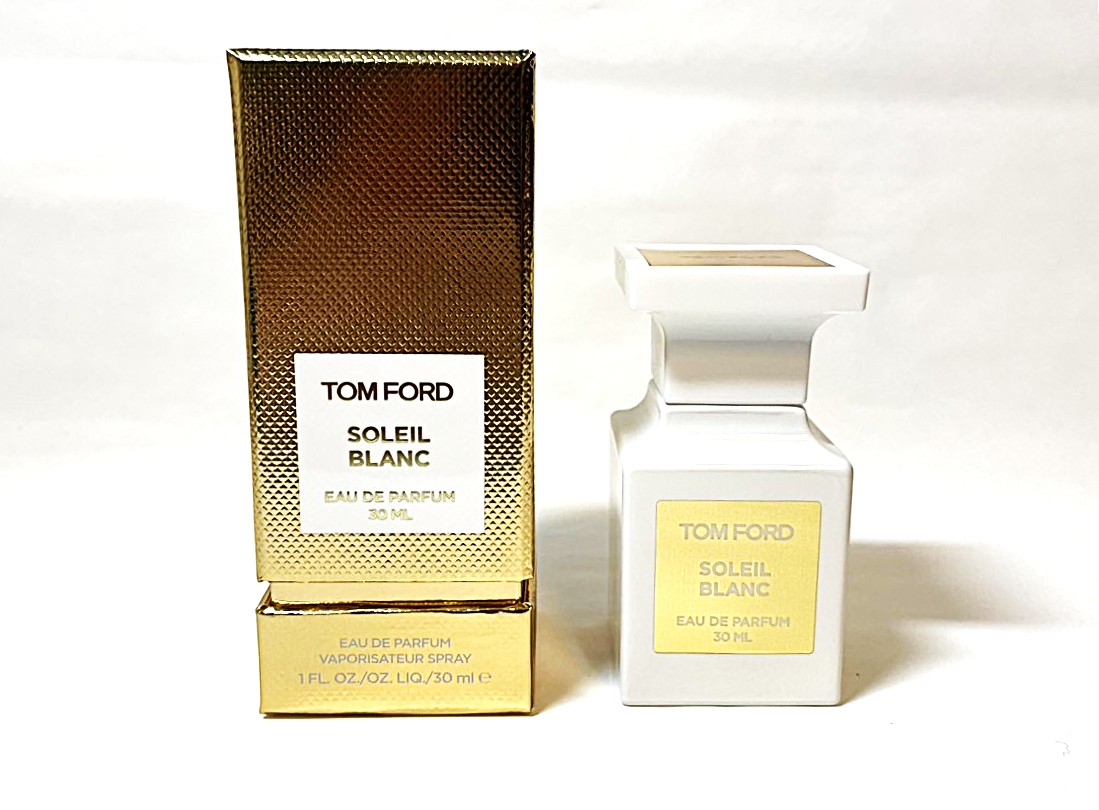 TOM FORD
SOLEIL
BLANC
EAU DE PARFUM
30 ML
EAU DE PARFUM
VAPORISATEUR SPRAY
1 FL. OZ./OZ. LIQ./30 ml ℮
TOM FORD
SOLEIL
BLANC
EAU DE PARFUM
30 ML